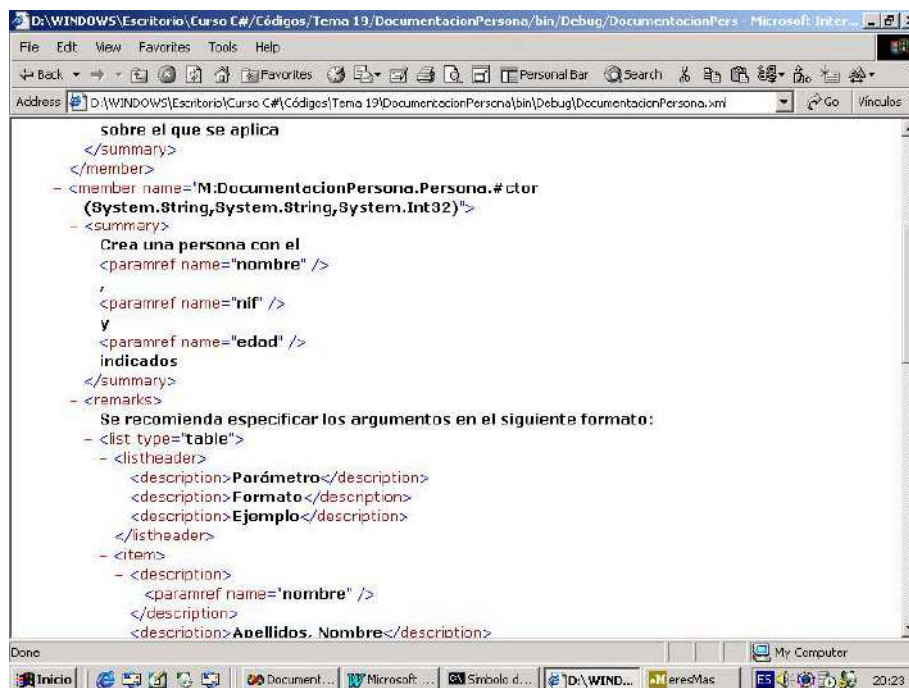 D:\WINDOWS\Escritorio\Curso C#/Códigos/Tema 19/DocumentacionPersona/bin/Debug/DocumentacionPers - Microsoft Inter...
File Edit View Favorites Tools Help
Back Favorites PersonalBar Search
Address D:\WINDOWS\Escritorio\Curso C#\Códigos\Tema 19\DocumentacionPersona\bin\Debug\DocumentacionPersona.xml Go Vínculos
sobre el que se aplica
</summary>
</member>
- <member name="M:DocumentacionPersona.Persona.#ctor
(System.String,System.String,System.Int32)">
- <summary>
Crea una persona con el
<paramref name="nombre" />
,
<paramref name="nif" />
y
<paramref name="edad" />
indicados
</summary>
- <remarks>
Se recomienda especificar los argumentos en el siguiente formato:
- <list type="table">
- <listheader>
<description>Parámetro</description>
<description>Formato</description>
<description>Ejemplo</description>
</listheader>
- <item>
- <description>
<paramref name="nombre" />
</description>
<description>Apellidos, Nombre</description>
Done My Computer
Inicio Document... Microsoft ... Símbolo d... D:\WIND... MeresMas ES 20:23